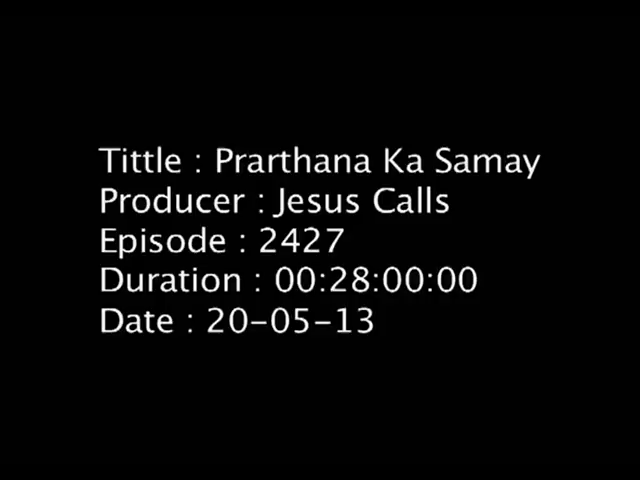 Tittle : Prarthana Ka Samay
Producer : Jesus Calls
Episode : 2427
Duration : 00:28:00:00
Date : 20-05-13